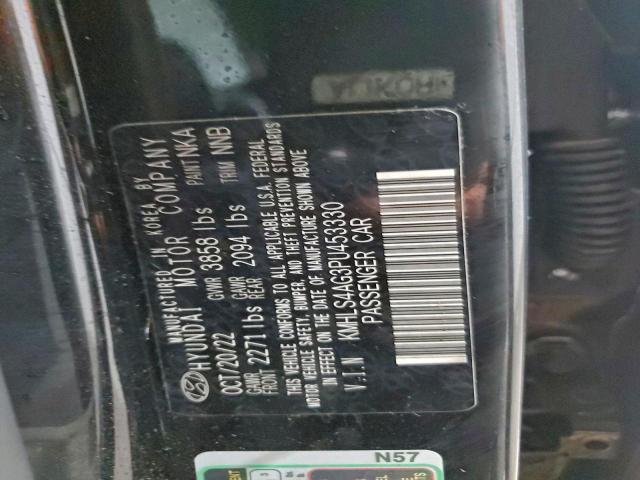 MANUFACTURED IN KOREA BY
HYUNDAI MOTOR COMPANY
OCT/20/22 GVWR 3858 lbs PAINT NKA
GAWR FRONT 2271 lbs GAWR REAR 2094 lbs TRIM NNB
THIS VEHICLE CONFORMS TO ALL APPLICABLE U.S.A. FEDERAL
MOTOR VEHICLE SAFETY, BUMPER, AND THEFT PREVENTION STANDARDS
IN EFFECT ON THE DATE OF MANUFACTURE SHOWN ABOVE
V.I.N KMHLS4AG3PU453330
PASSENGER CAR
N57